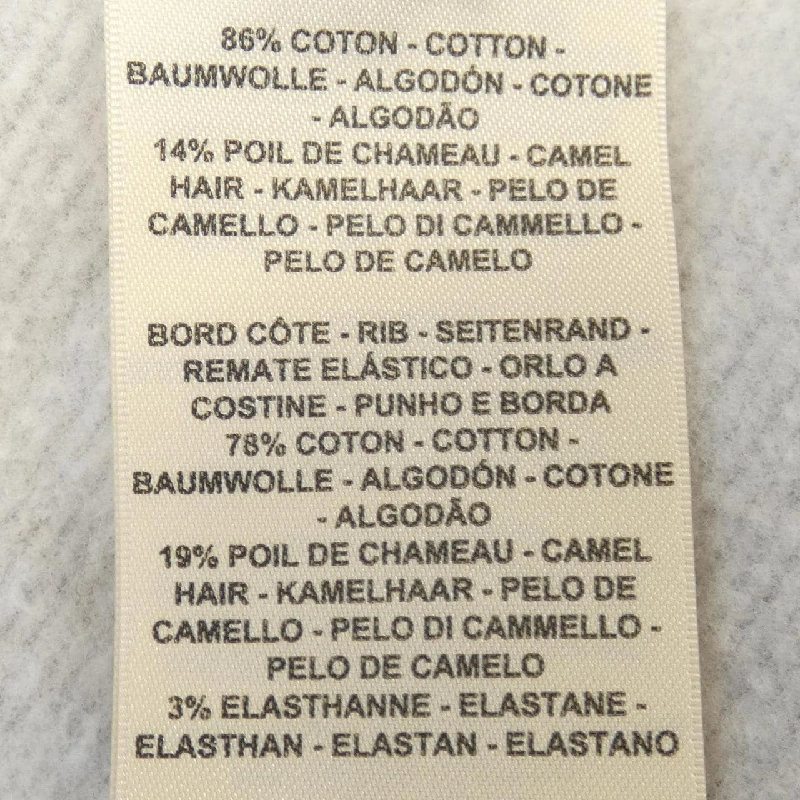 86% COTON - COTTON -
BAUMWOLLE - ALGODÓN - COTONE
- ALGODÃO
14% POIL DE CHAMEAU - CAMEL
HAIR - KAMELHAAR - PELO DE
CAMELLO - PELO DI CAMMELLO -
PELO DE CAMELO
BORD CÔTE - RIB - SEITENRAND -
REMATE ELÁSTICO - ORLO A
COSTINE - PUNHO E BORDA
78% COTON - COTTON -
BAUMWOLLE - ALGODÓN - COTONE
- ALGODÃO
19% POIL DE CHAMEAU - CAMEL
HAIR - KAMELHAAR - PELO DE
CAMELLO - PELO DI CAMMELLO -
PELO DE CAMELO
3% ELASTHANNE - ELASTANE -
ELASTHAN - ELASTAN - ELASTANO